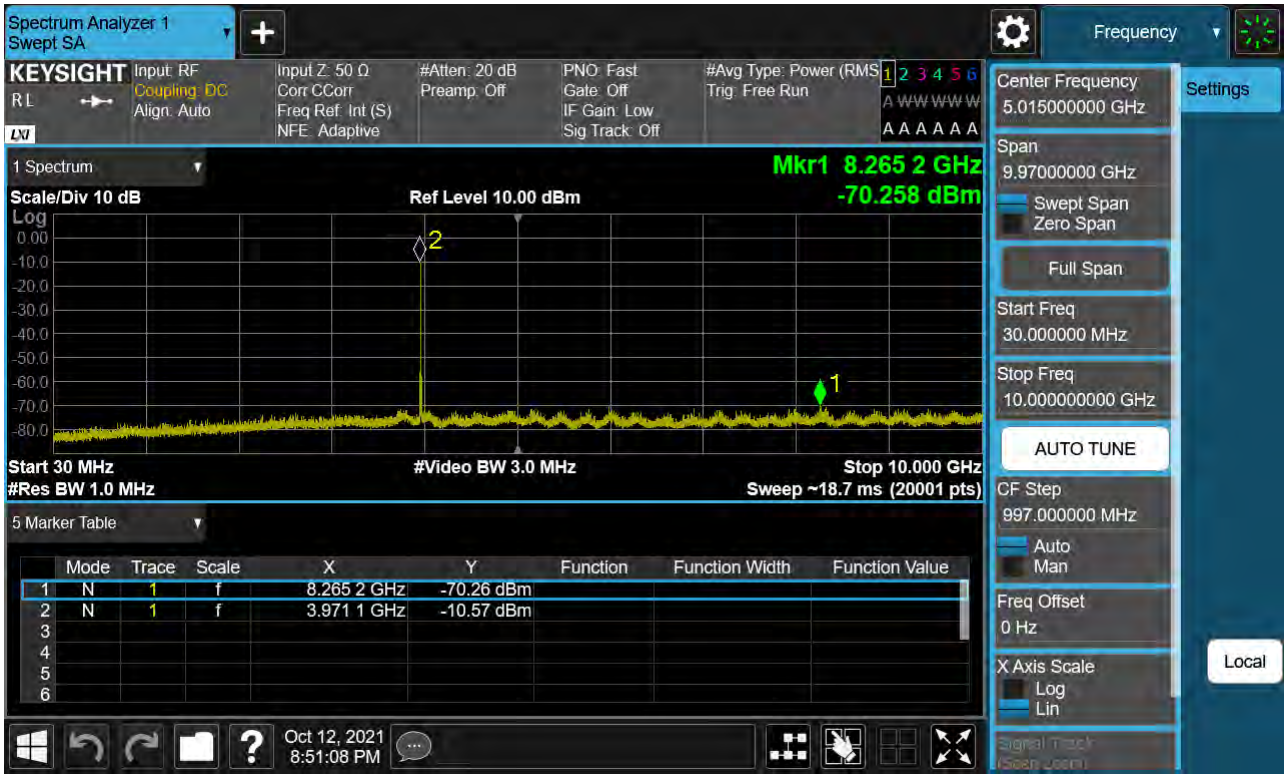 Spectrum Analyzer 1
Swept SA
Frequency
KEYSIGHT
RL
LXI
Input: RF
Coupling: DC
Align: Auto
Input Z: 50 Ω
Corr CCorr
Freq Ref: Int (S)
NFE: Adaptive
#Atten: 20 dB
Preamp: Off
PNO: Fast
Gate: Off
IF Gain: Low
Sig Track: Off
#Avg Type: Power (RMS
Trig: Free Run
1 2 3 4 5 6
A W W W W W
A A A A A A
1 Spectrum
Scale/Div 10 dB
Ref Level 10.00 dBm
Mkr1 8.265 2 GHz
-70.258 dBm
Log
0.00
-10.0
-20.0
-30.0
-40.0
-50.0
-60.0
-70.0
-80.0
2
1
Start 30 MHz
#Video BW 3.0 MHz
Stop 10.000 GHz
#Res BW 1.0 MHz
Sweep ~18.7 ms (20001 pts)
5 Marker Table
Mode Trace Scale X Y Function Function Width Function Value
1 N 1 f 8.265 2 GHz -70.26 dBm
2 N 1 f 3.971 1 GHz -10.57 dBm
3
4
5
6
Oct 12, 2021
8:51:08 PM
?
Center Frequency
5.015000000 GHz
Settings
Span
9.97000000 GHz
Swept Span
Zero Span
Full Span
Start Freq
30.000000 MHz
Stop Freq
10.000000000 GHz
AUTO TUNE
CF Step
997.000000 MHz
Auto
Man
Freq Offset
0 Hz
X Axis Scale
Log
Lin
Local
Signal Track
(Span Zoom)